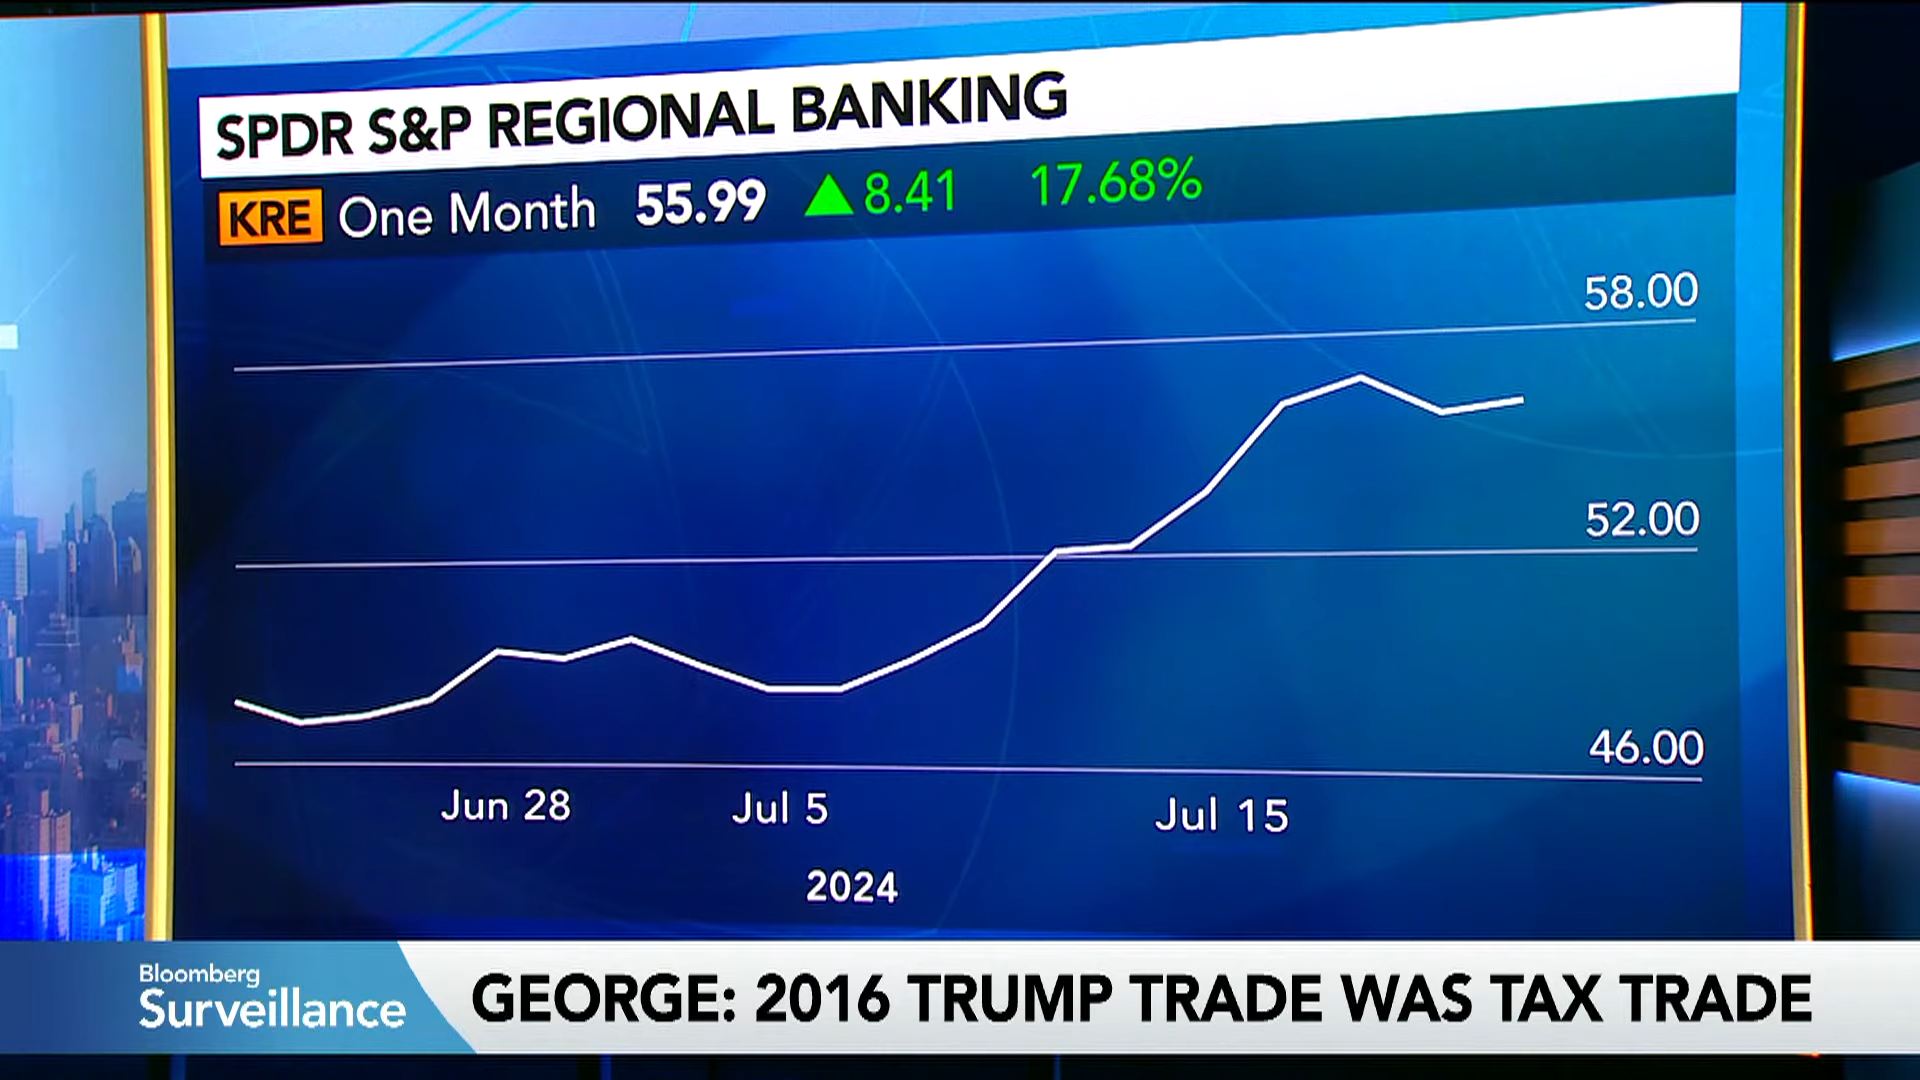 SPDR S&P REGIONAL BANKING
KRE One Month 55.99 ▲8.41 17.68%
58.00
52.00
46.00
Jun 28 Jul 5 Jul 15
2024
Bloomberg
Surveillance
GEORGE: 2016 TRUMP TRADE WAS TAX TRADE